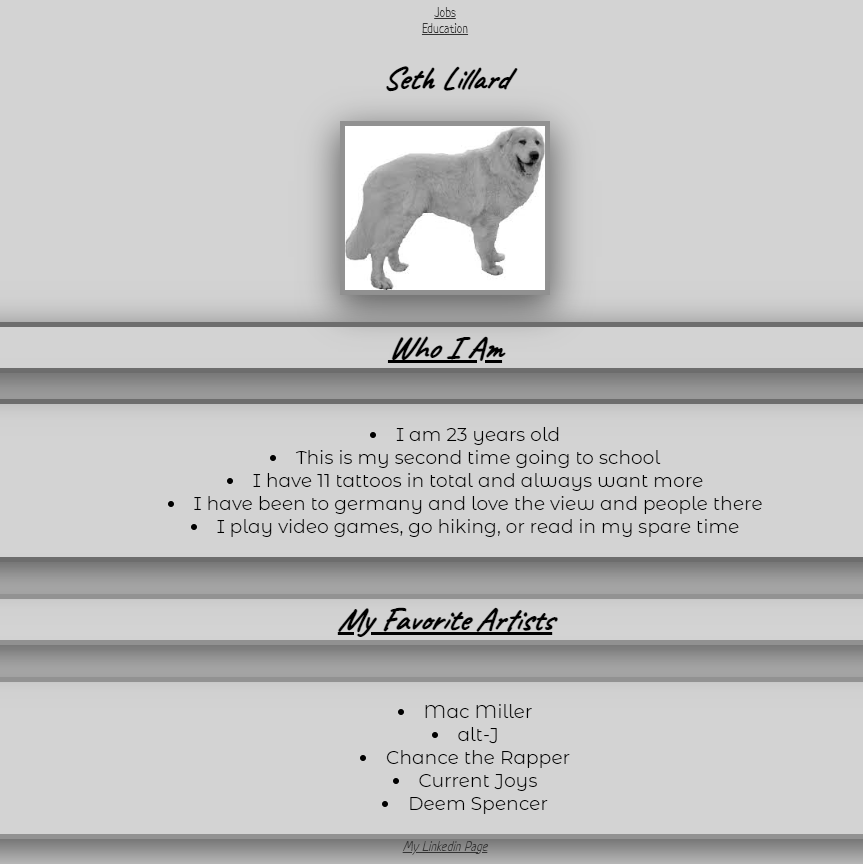 Jobs
Education
Seth Lillard
Who I Am
I am 23 years old
This is my second time going to school
I have 11 tattoos in total and always want more
I have been to germany and love the view and people there
I play video games, go hiking, or read in my spare time
My Favorite Artists
Mac Miller
alt-J
Chance the Rapper
Current Joys
Deem Spencer
My Linkedin Page